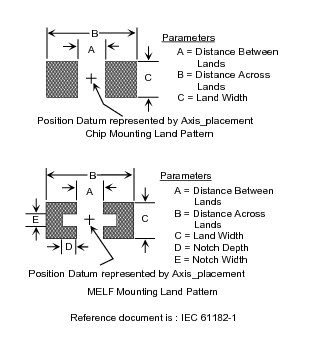 B
A
C
Parameters
A = Distance Between
Lands
B = Distance Across
Lands
C = Land Width
Position Datum represented by Axis_placement
Chip Mounting Land Pattern
B
A
E
C
D
Parameters
A = Distance Between
Lands
B = Distance Across
Lands
C = Land Width
D = Notch Depth
E = Notch Width
Position Datum represented by Axis_placement
MELF Mounting Land Pattern
Reference document is : IEC 61182-1